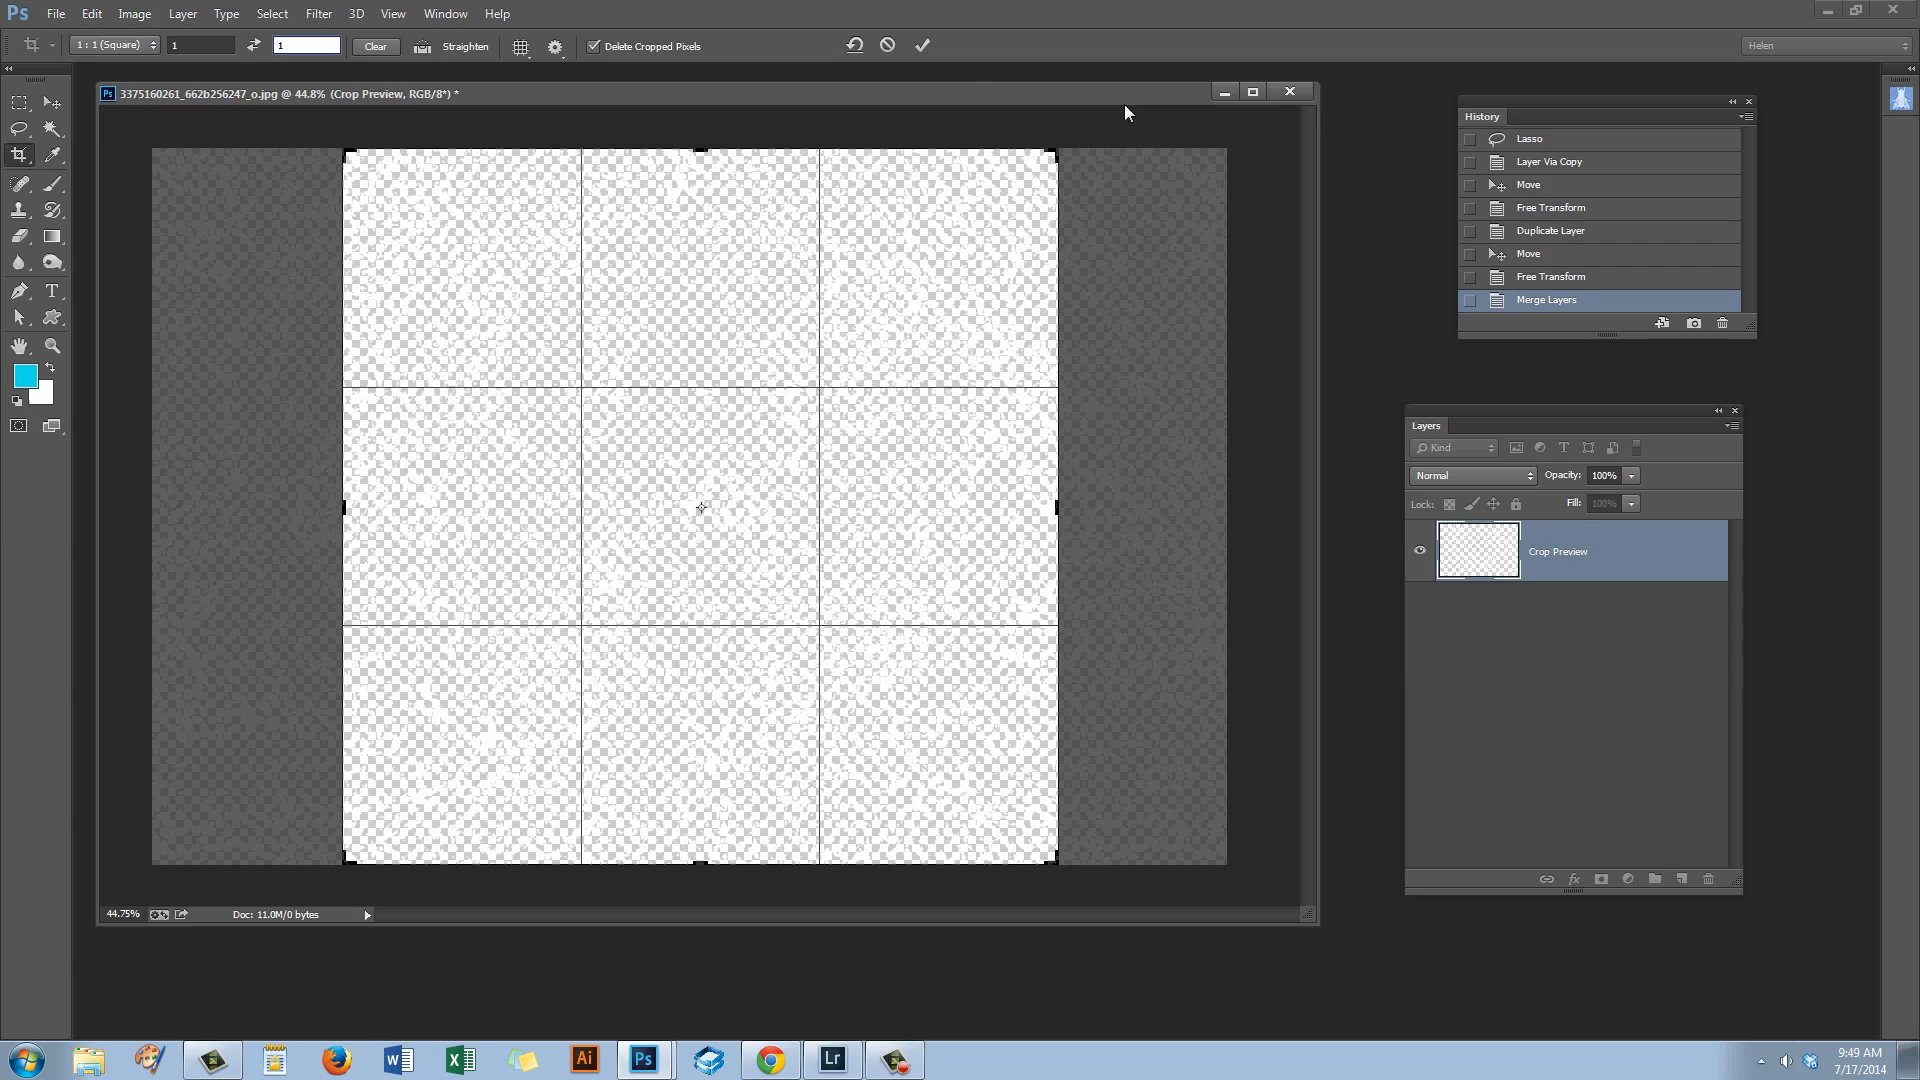 Ps File Edit Image Layer Type Select Filter 3D View Window Help
1 : 1 (Square) 1 1 Clear Straighten Delete Cropped Pixels Helen
Ps 3375160261_662b256247_o.jpg @ 44.8% (Crop Preview, RGB/8*) *
History
Lasso
Layer Via Copy
Move
Free Transform
Duplicate Layer
Move
Free Transform
Merge Layers
Layers
Kind
Normal Opacity: 100%
Lock: Fill: 100%
Crop Preview
44.75% Doc: 11.0M/0 bytes
Ai Ps Lr
9:49 AM
7/17/2014